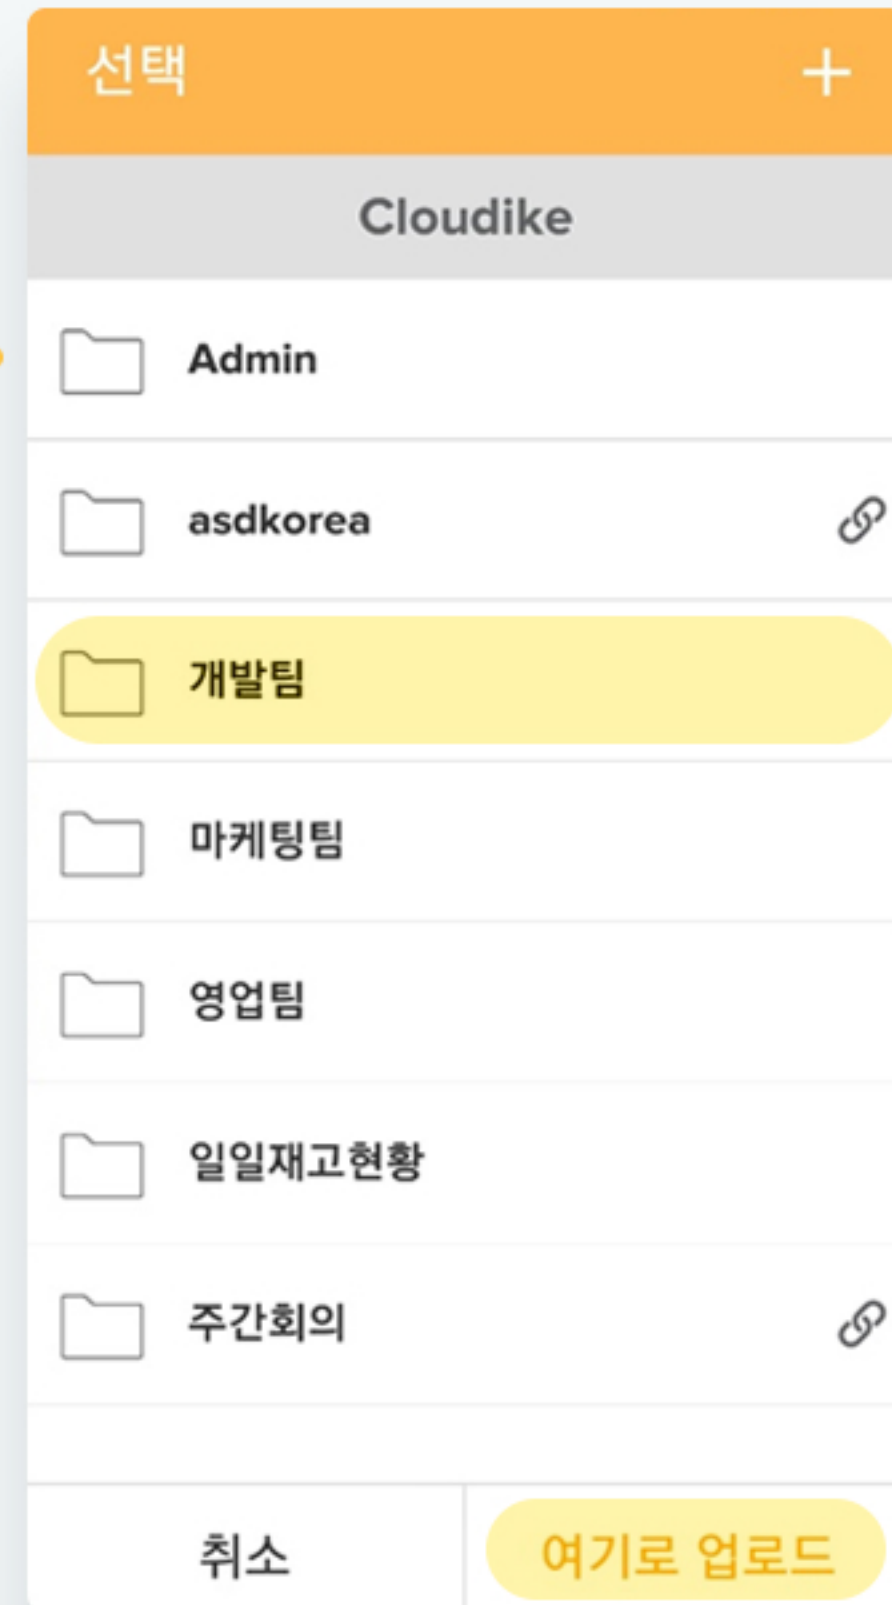 선택
Cloudike
Admin
asdkorea
개발팀
마케팅팀
영업팀
일일재고현황
주간회의
취소
여기로 업로드